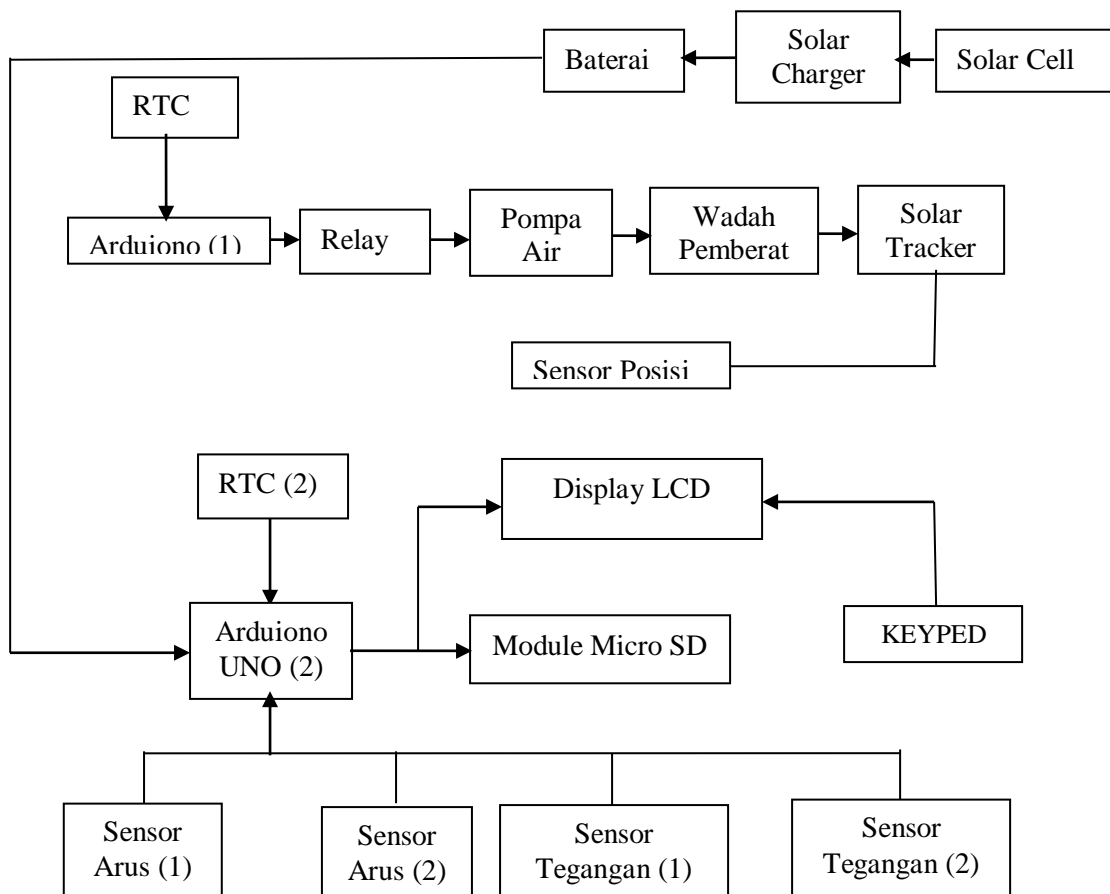 Baterai
Solar
Charger
Solar Cell
RTC
Arduiono (1)
Relay
Pompa
Air
Wadah
Pemberat
Solar
Tracker
Sensor Posisi
RTC (2)
Display LCD
Arduiono
UNO (2)
Module Micro SD
KEYPED
Sensor
Arus (1)
Sensor
Arus (2)
Sensor
Tegangan (1)
Sensor
Tegangan (2)